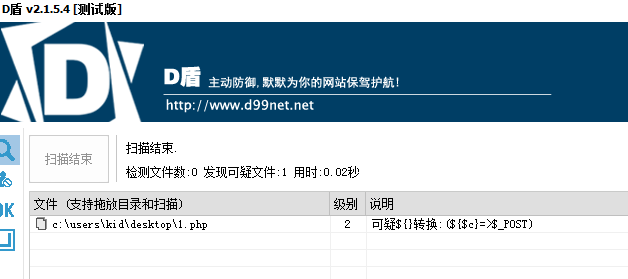 D盾 v2.1.5.4 [测试版]
D
D盾 主动防御,默默为你的网站保驾护航!
http://www.d99net.net
扫描结束
扫描结束.
检测文件数:0 发现可疑文件:1 用时:0.02秒
文件 (支持拖放目录和扫描) 级别 说明
c:\users\kid\desktop\1.php 2 可疑${}转换:(${$c}=>$_POST)
OK